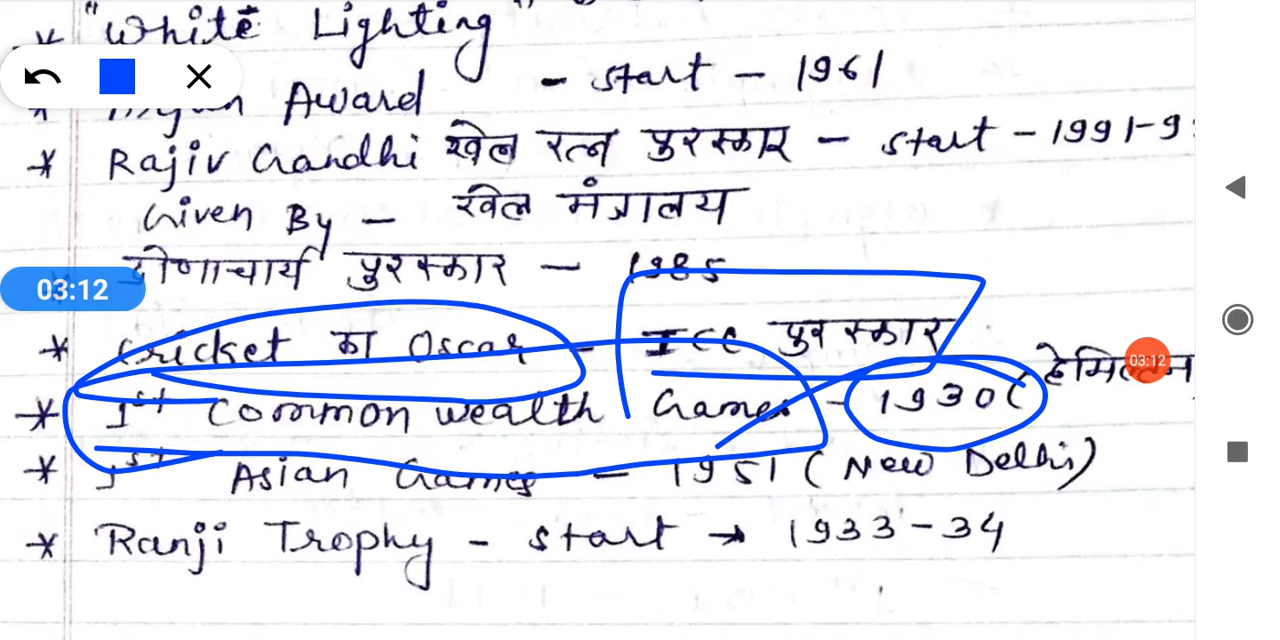 "White Lighting"
Award - start - 1961
* Rajiv Gandhi खेल रत्न पुरस्कार - start - 1991-9
Given By - खेल मंत्रालय
द्रोणाचार्य पुरस्कार - 1985
03:12
* Cricket का Oscar - ICC पुरस्कार
03:12
* 1st Common wealth Games - 1930 (
* 1st Asian Games - 1951 (New Delhi)
* Ranji Trophy - start → 1933-34